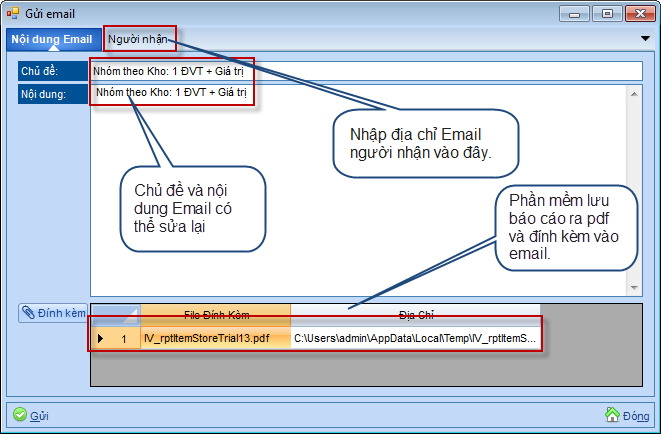 Gửi email
Nội dung Email
Người nhận
Chủ đề:
Nhóm theo Kho: 1 ĐVT + Giá trị
Nội dung:
Nhóm theo Kho: 1 ĐVT + Giá trị
Nhập địa chỉ Email
người nhận vào đây.
Chủ đề và nội
dung Email có
thể sửa lại
Phần mềm lưu
báo cáo ra pdf
và đính kèm vào
email.
Đính kèm
File Đính Kèm
Địa Chỉ
1
IV_rptItemStoreTrial13.pdf
C:\Users\admin\AppData\Local\Temp\IV_rptItemS...
Gửi
Đóng